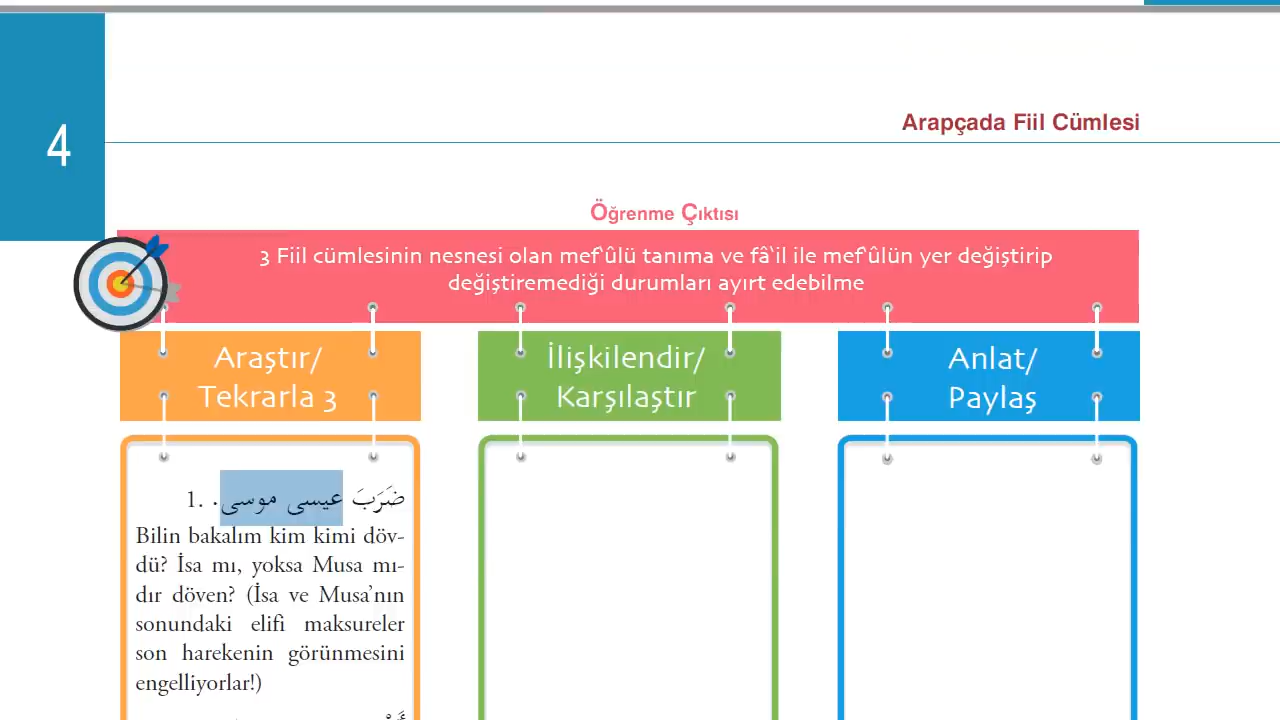 4
Arapçada Fiil Cümlesi
Öğrenme Çıktısı
3 Fiil cümlesinin nesnesi olan mef‘ûlü tanıma ve fâ‘il ile mef‘ûlün yer değiştirip
değiştiremediği durumları ayırt edebilme
Araştır/
Tekrarla 3
İlişkilendir/
Karşılaştır
Anlat/
Paylaş
1. ضَرَبَ عيسى موسى.
Bilin bakalım kim kimi döv-
dü? İsa mı, yoksa Musa mı-
dır döven? (İsa ve Musa’nın
sonundaki elifi maksureler
son harekenin görünmesini
engelliyorlar!)